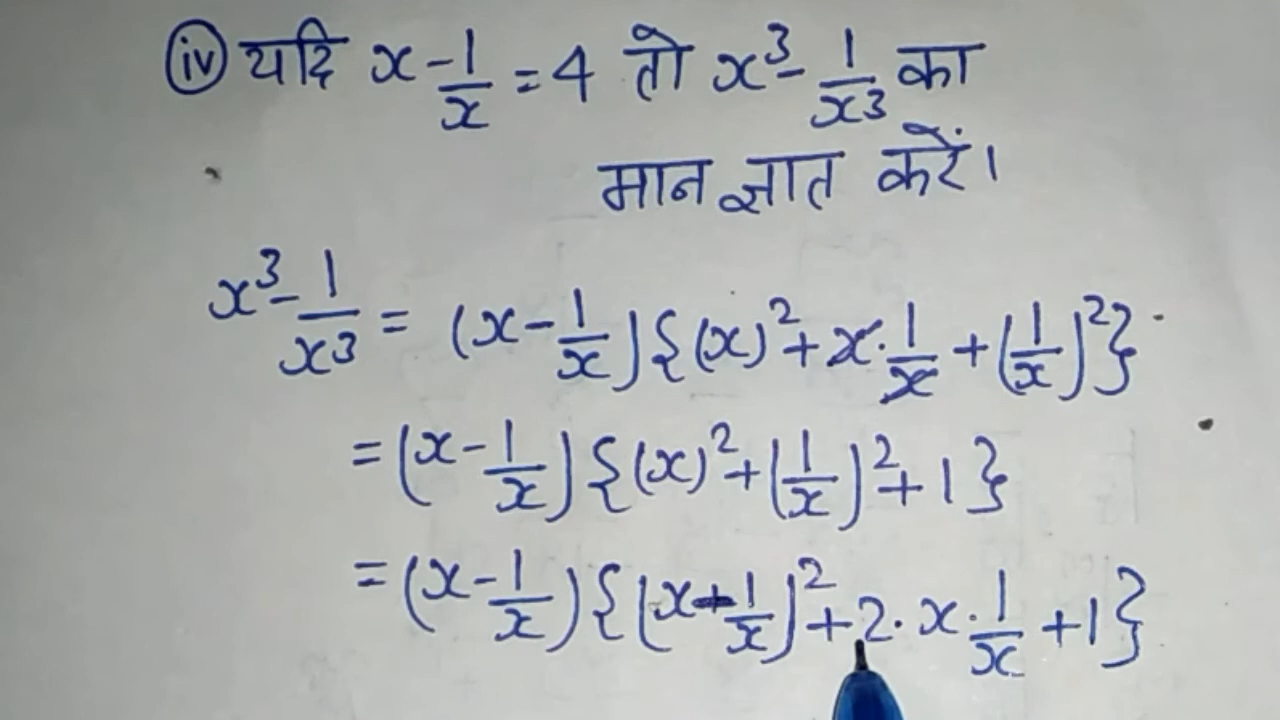 (iv) यदि x - 1/x = 4 तो x³ - 1/x³ का
मान ज्ञात करें।
x³ - 1/x³ = (x - 1/x) {(x)² + x · 1/x + (1/x)²}
= (x - 1/x) {(x)² + (1/x)² + 1}
= (x - 1/x) {(x - 1/x)² + 2 · x · 1/x + 1}